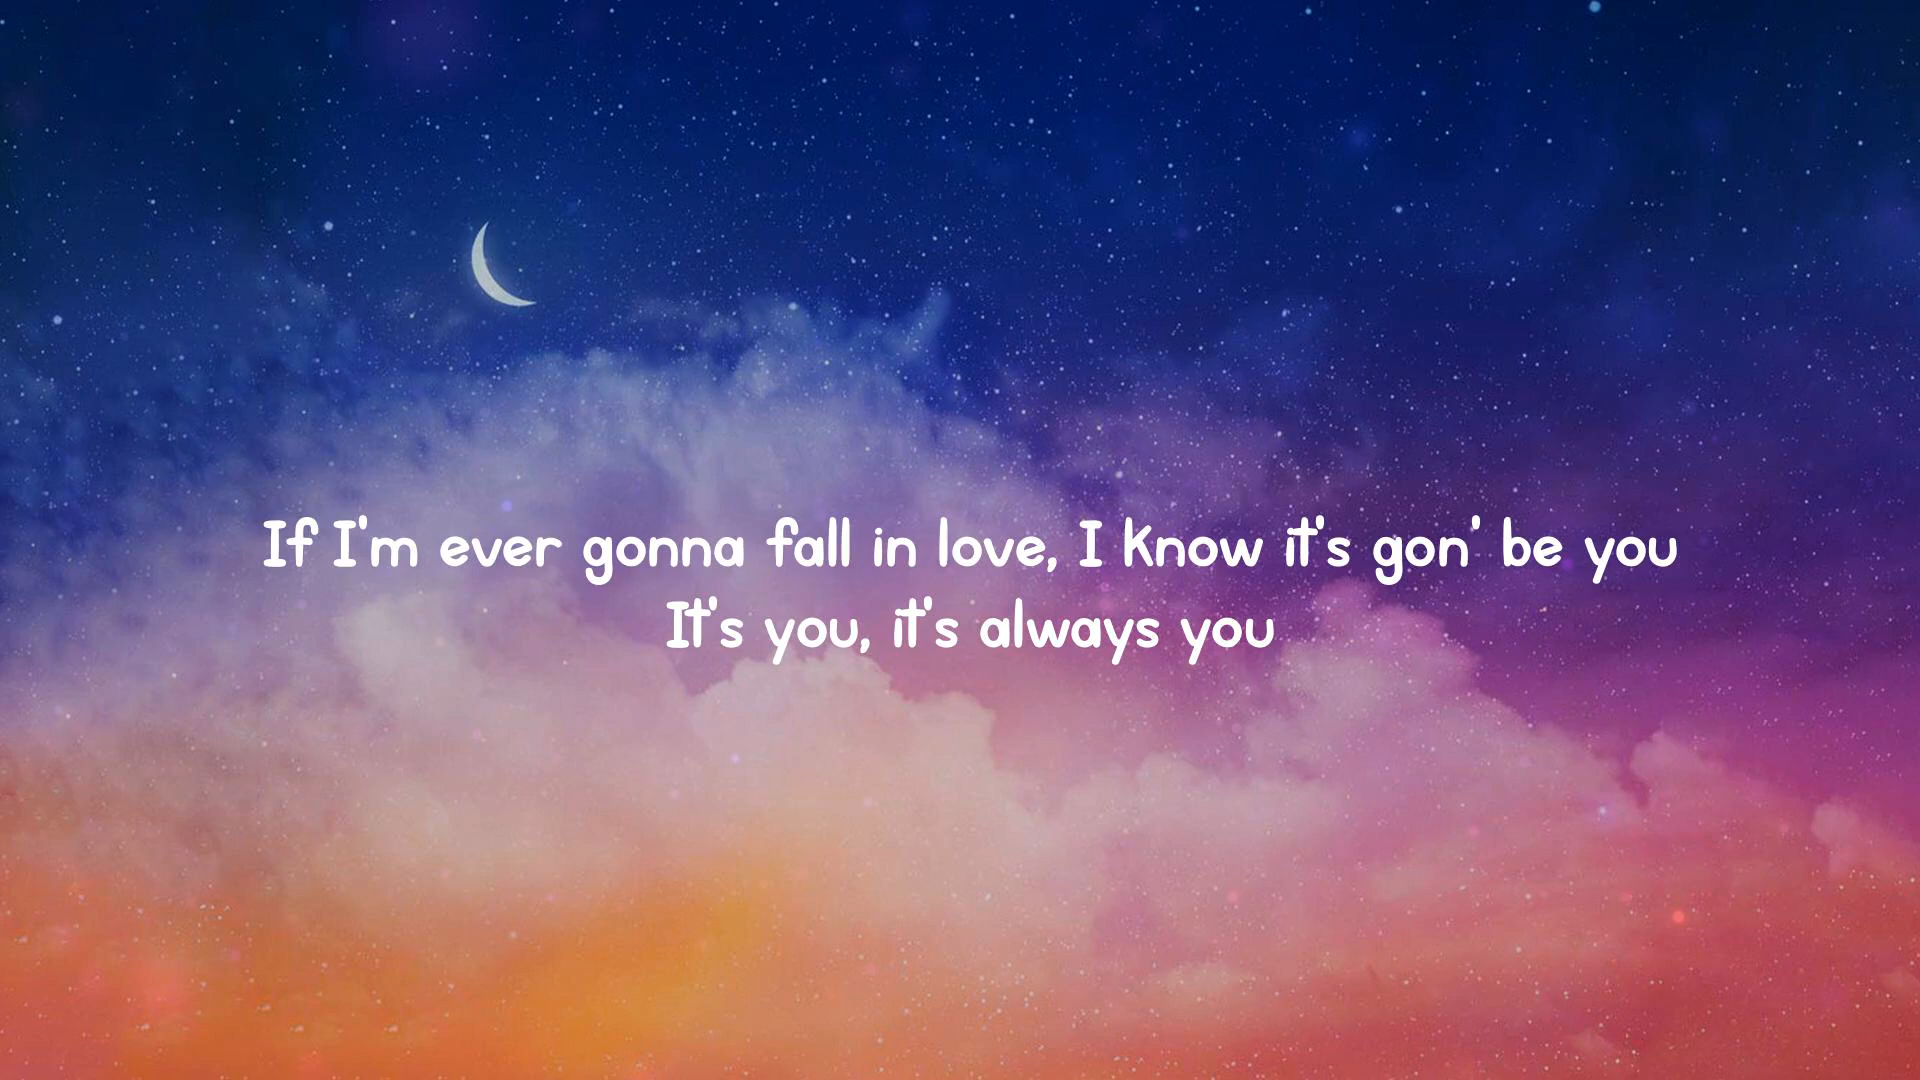 If I'm ever gonna fall in love, I know it's gon' be you
It's you, it's always you